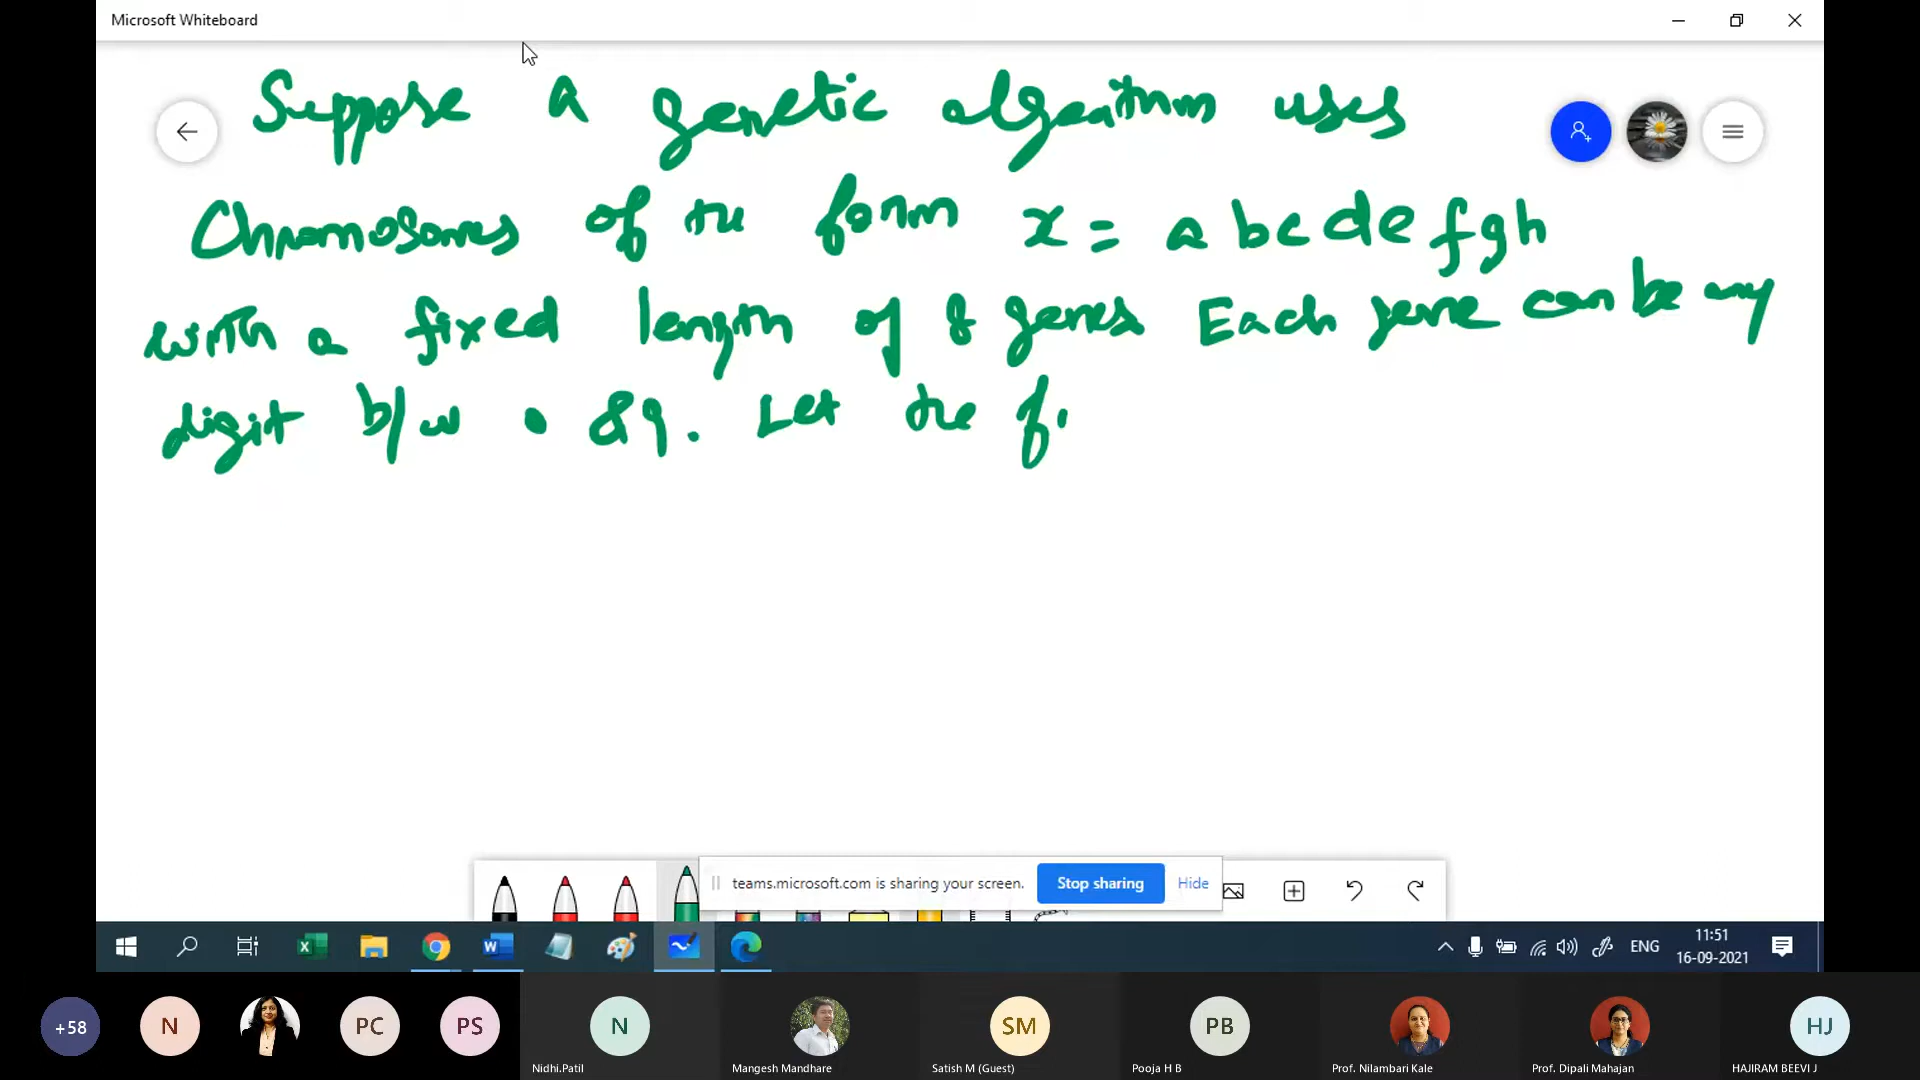 Microsoft Whiteboard
Suppose a genetic algorithm uses
Chromosomes of the form x = a b c d e f g h
with a fixed length of 8 genes Each gene can be any
digit b/w 0 & 9. Let the f
teams.microsoft.com is sharing your screen. Stop sharing Hide
ENG
11:51
16-09-2021
+58 N PC PS N SM PB HJ
Nidhi.Patil Mangesh Mandhare Satish M (Guest) Pooja H B Prof. Nilambari Kale Prof. Dipali Mahajan HAJIRAM BEEVI J